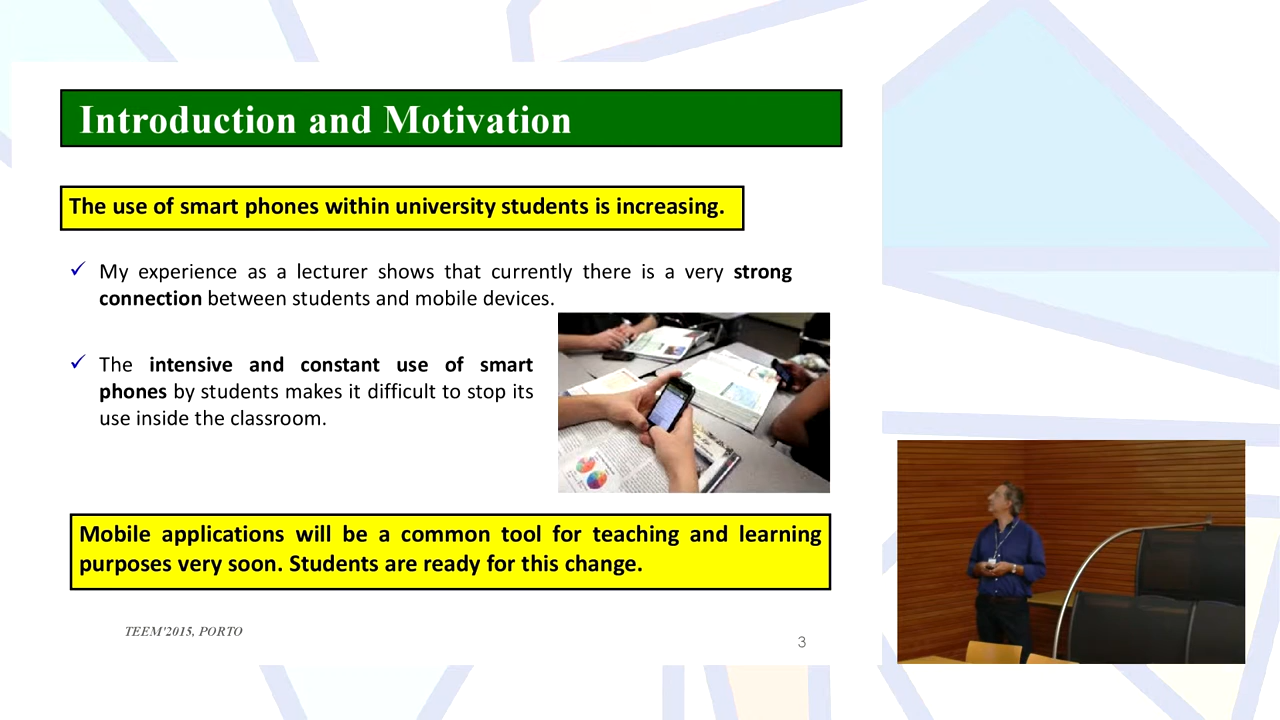 Introduction and Motivation
The use of smart phones within university students is increasing.
✓ My experience as a lecturer shows that currently there is a very strong
connection between students and mobile devices.
✓ The intensive and constant use of smart
phones by students makes it difficult to stop its
use inside the classroom.
Mobile applications will be a common tool for teaching and learning
purposes very soon. Students are ready for this change.
TEEM'2015, PORTO
3